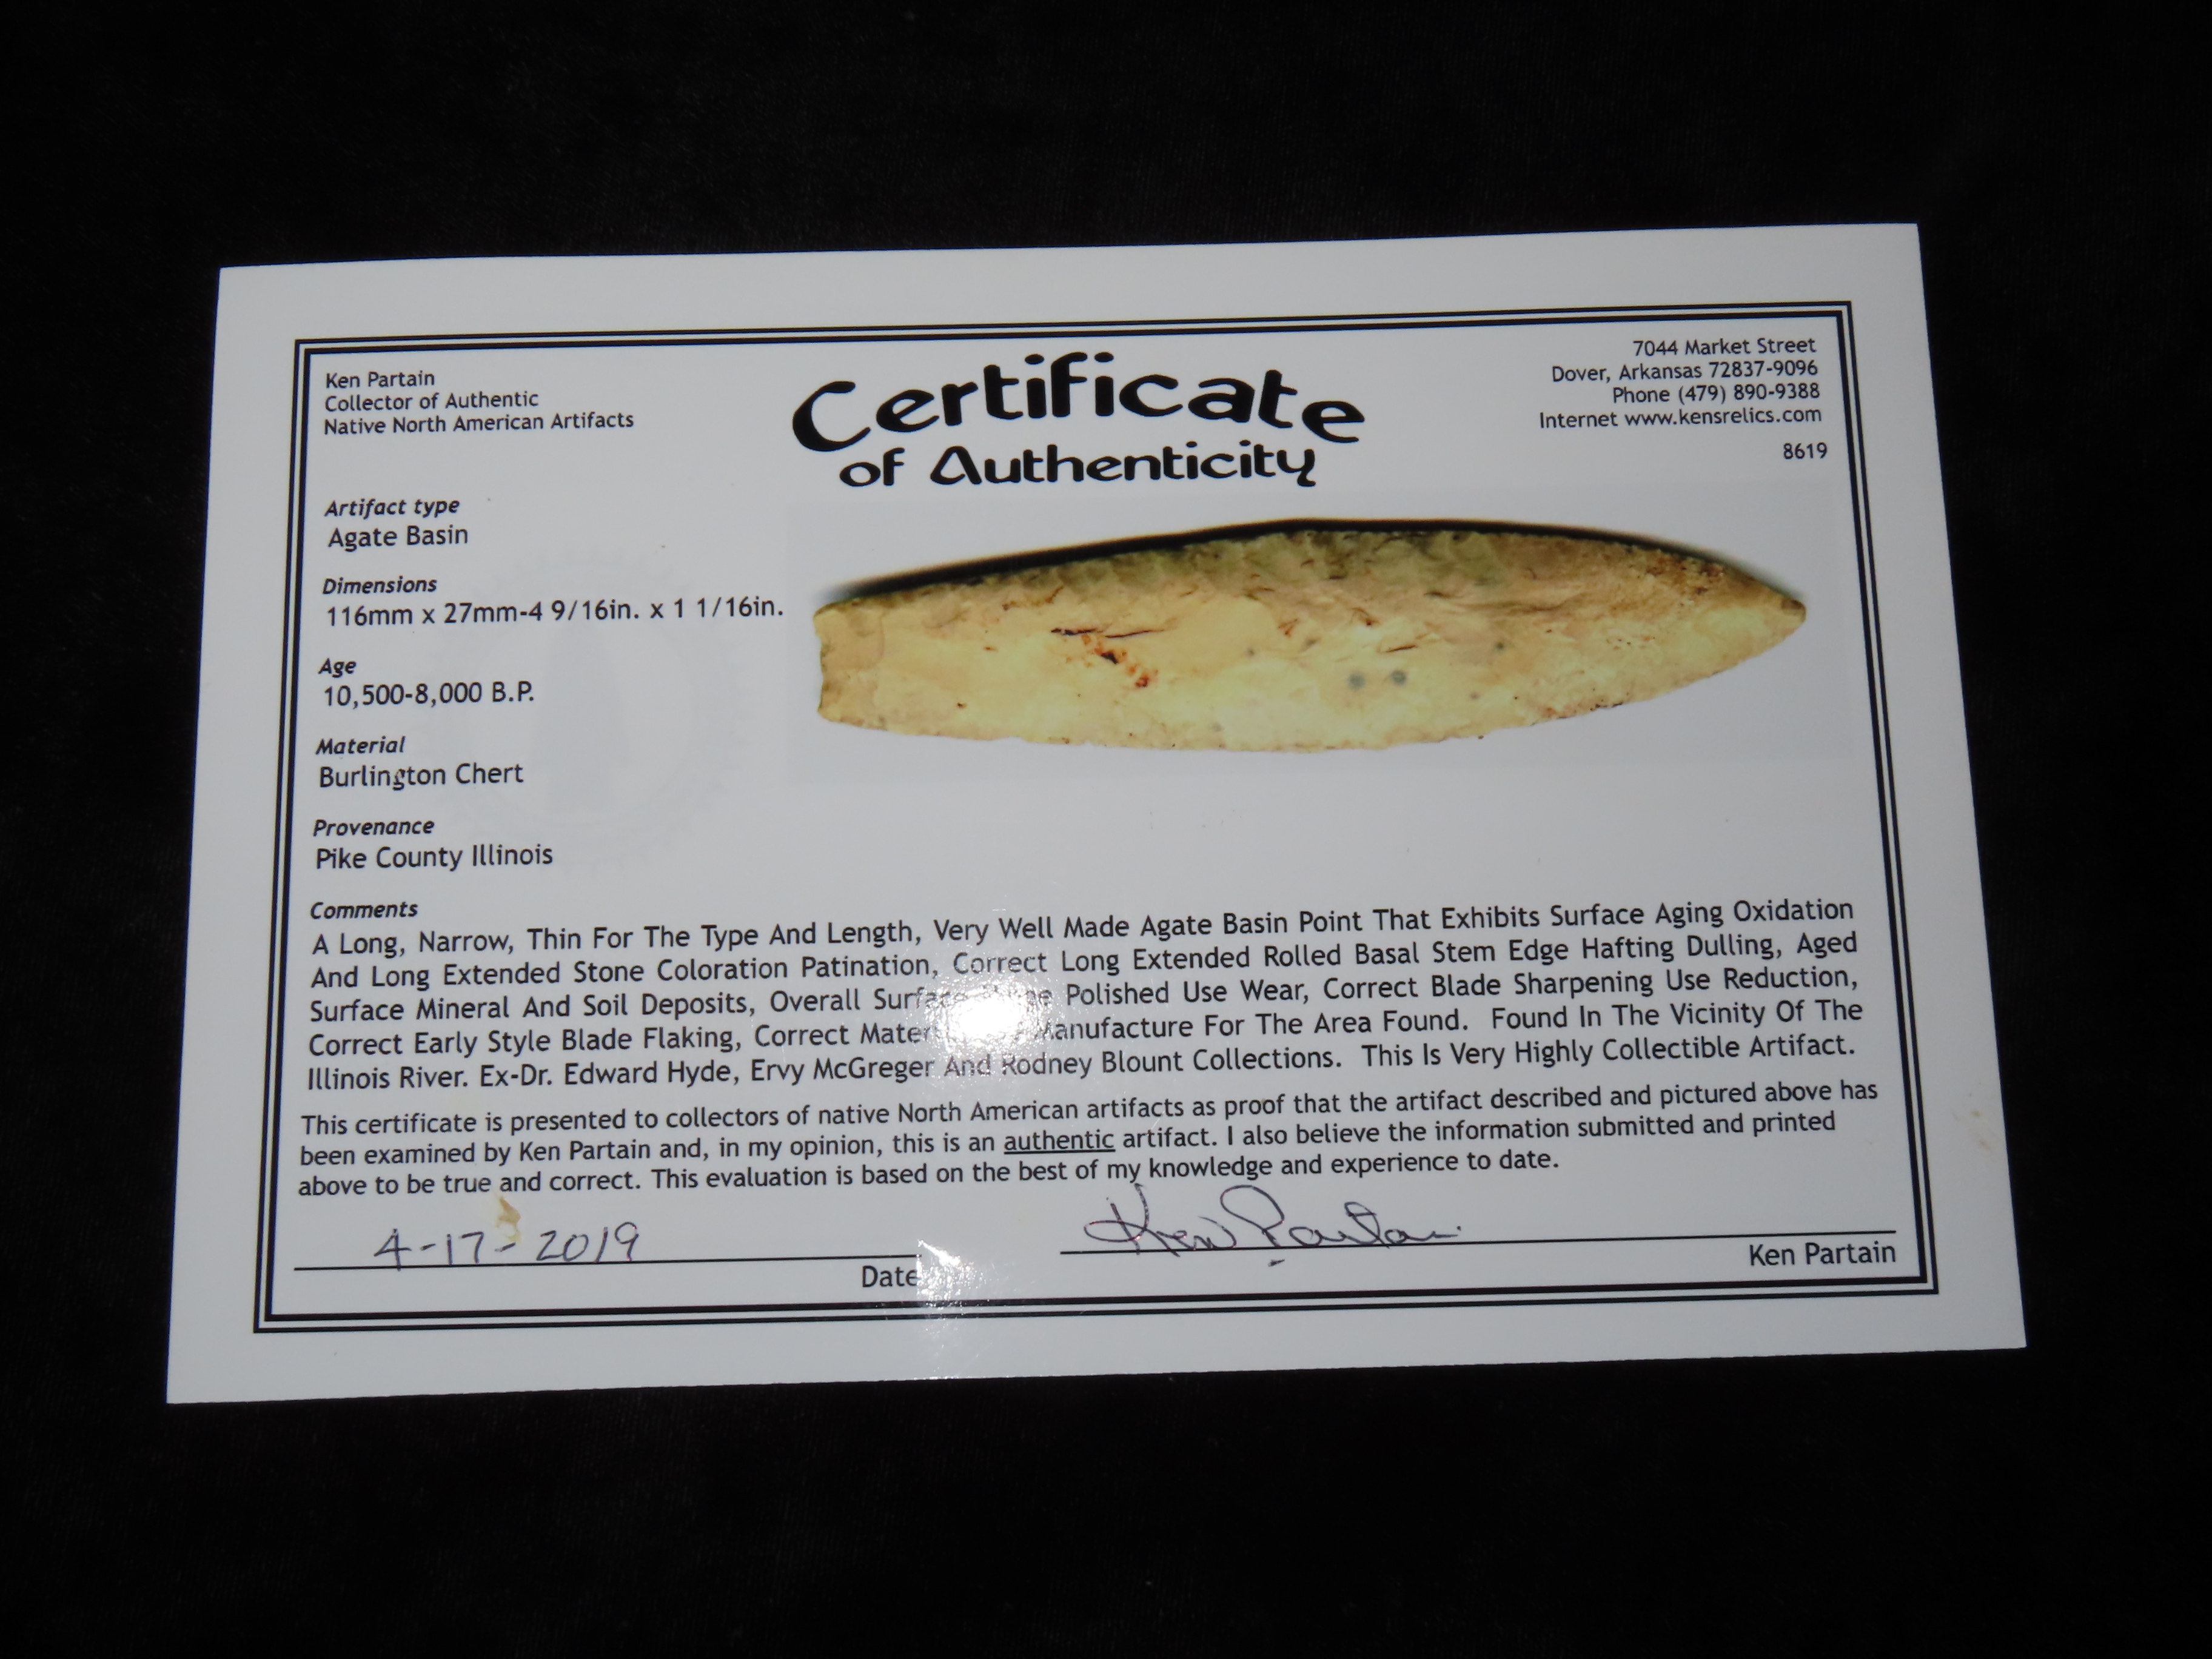 Ken Partain
Collector of Authentic
Native North American Artifacts
Certificate
of Authenticity
7044 Market Street
Dover, Arkansas 72837-9096
Phone (479) 890-9388
Internet www.kensrelics.com
8619
Artifact type
Agate Basin
Dimensions
116mm x 27mm-4 9/16in. x 1 1/16in.
Age
10,500-8,000 B.P.
Material
Burlington Chert
Provenance
Pike County Illinois
Comments
A Long, Narrow, Thin For The Type And Length, Very Well Made Agate Basin Point That Exhibits Surface Aging Oxidation
And Long Extended Stone Coloration Patination, Correct Long Extended Rolled Basal Stem Edge Hafting Dulling, Aged
Surface Mineral And Soil Deposits, Overall Surface Polished Use Wear, Correct Blade Sharpening Use Reduction,
Correct Early Style Blade Flaking, Correct Manufacture For The Area Found. Found In The Vicinity Of The
Illinois River. Ex-Dr. Edward Hyde, Ervy McGreger And Rodney Blount Collections. This Is Very Highly Collectible Artifact.
This certificate is presented to collectors of native North American artifacts as proof that the artifact described and pictured above has
been examined by Ken Partain and, in my opinion, this is an authentic artifact. I also believe the information submitted and printed
above to be true and correct. This evaluation is based on the best of my knowledge and experience to date.
4-17-2019
Ken Partain
Date
Ken Partain